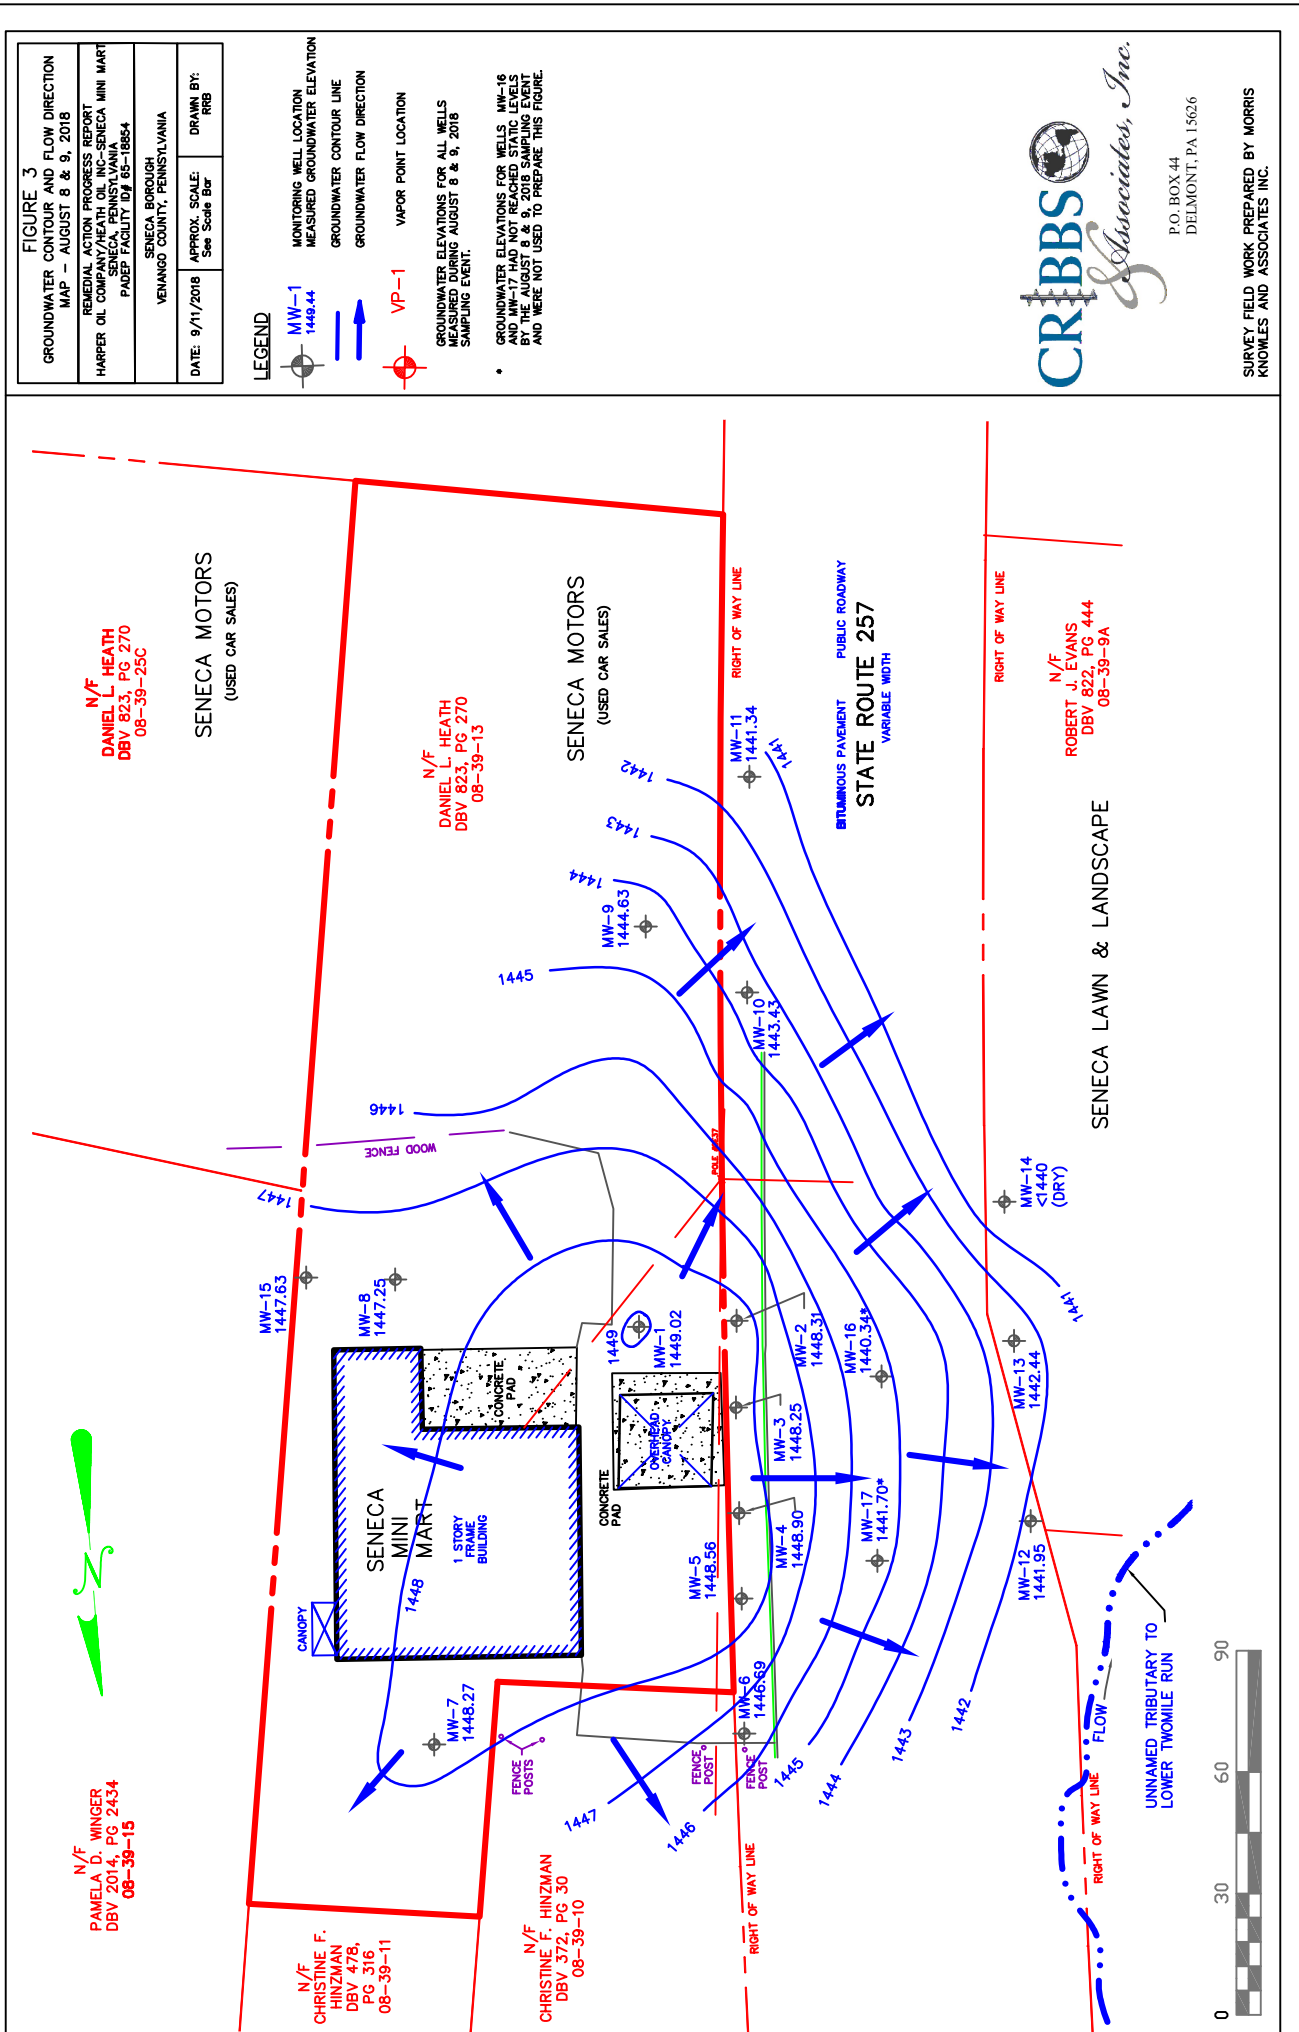 FIGURE 3
GROUNDWATER CONTOUR AND FLOW DIRECTION
MAP - AUGUST 8 & 9, 2018
REMEDIAL ACTION PROGRESS REPORT
HARPER OIL COMPANY/HEATH OIL INC-SENECA MINI MART
SENECA, PENNSYLVANIA
PADEP FACILITY ID# 65-18854
SENECA BOROUGH
VENANGO COUNTY, PENNSYLVANIA
DATE: 9/11/2018
APPROX. SCALE:
See Scale Bar
DRAWN BY:
RRB
LEGEND
MW-1
1449.44
MONITORING WELL LOCATION
MEASURED GROUNDWATER ELEVATION
GROUNDWATER CONTOUR LINE
GROUNDWATER FLOW DIRECTION
VP-1
VAPOR POINT LOCATION
GROUNDWATER ELEVATIONS FOR ALL WELLS
MEASURED DURING AUGUST 8 & 9, 2018
SAMPLING EVENT.
* GROUNDWATER ELEVATIONS FOR WELLS MW-16
AND MW-17 HAD NOT REACHED STATIC LEVELS
BY THE AUGUST 8 & 9, 2018 SAMPLING EVENT
AND WERE NOT USED TO PREPARE THIS FIGURE.
CRIBBS
& Associates, Inc.
P.O. BOX 44
DELMONT, PA 15626
SURVEY FIELD WORK PREPARED BY MORRIS
KNOWLES AND ASSOCIATES INC.
N/F
DANIEL L. HEATH
DBV 823, PG 270
08-39-25C
SENECA MOTORS
(USED CAR SALES)
N/F
DANIEL L. HEATH
DBV 823, PG 270
08-39-13
SENECA MOTORS
(USED CAR SALES)
RIGHT OF WAY LINE
BITUMINOUS PAVEMENT
PUBLIC ROADWAY
STATE ROUTE 257
VARIABLE WIDTH
RIGHT OF WAY LINE
N/F
ROBERT J. EVANS
DBV 822, PG 444
08-39-9A
SENECA LAWN & LANDSCAPE
MW-11
1441.34
1441
1442
1443
1444
MW-9
1444.63
1445
MW-10
1443.43
1446
WOOD FENCE
1447
MW-15
1447.63
MW-8
1447.25
MW-14
<1440
(DRY)
1441
1449
MW-1
1449.02
MW-2
1448.31
MW-16
1440.34*
MW-13
1442.44
CONCRETE
PAD
OVERHEAD
CANOPY
CONCRETE
PAD
MW-3
1448.25
SENECA
MINI
MART
1 STORY
FRAME
BUILDING
1448
CANOPY
MW-4
1448.90
MW-17
1441.70*
MW-5
1448.56
MW-12
1441.95
MW-6
1446.69
MW-7
1448.27
FENCE
POSTS
FENCE
POST
FENCE
POST
1447
1446
1445
1444
1443
1442
FLOW
UNNAMED TRIBUTARY TO
LOWER TWOMILE RUN
RIGHT OF WAY LINE
RIGHT OF WAY LINE
N
N/F
PAMELA D. WINGER
DBV 2014, PG 2434
08-39-15
N/F
CHRISTINE F.
HINZMAN
DBV 478,
PG 316
08-39-11
N/F
CHRISTINE F. HINZMAN
DBV 372, PG 30
08-39-10
0 30 60 90